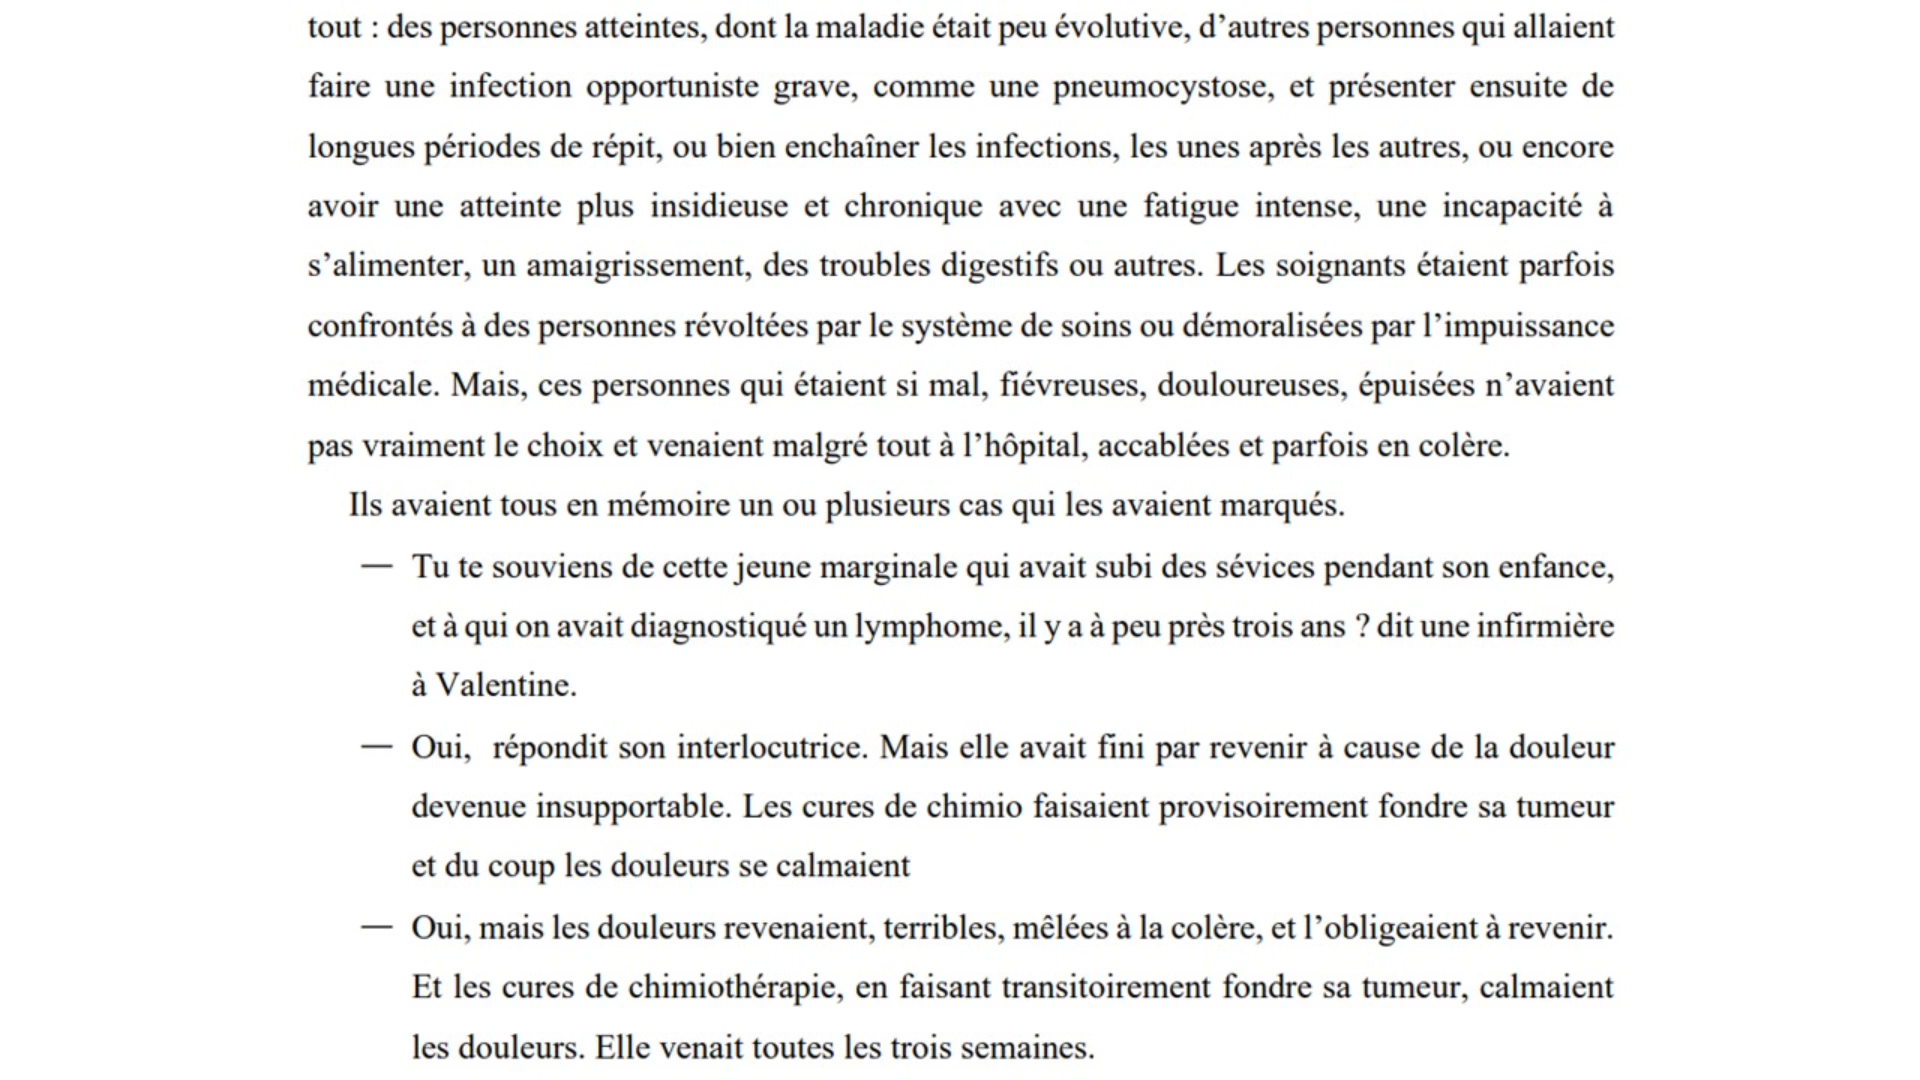 tout : des personnes atteintes, dont la maladie était peu évolutive, d’autres personnes qui allaient
faire une infection opportuniste grave, comme une pneumocystose, et présenter ensuite de
longues périodes de répit, ou bien enchaîner les infections, les unes après les autres, ou encore
avoir une atteinte plus insidieuse et chronique avec une fatigue intense, une incapacité à
s’alimenter, un amaigrissement, des troubles digestifs ou autres. Les soignants étaient parfois
confrontés à des personnes révoltées par le système de soins ou démoralisées par l’impuissance
médicale. Mais, ces personnes qui étaient si mal, fiévreuses, douloureuses, épuisées n’avaient
pas vraiment le choix et venaient malgré tout à l’hôpital, accablées et parfois en colère.
Ils avaient tous en mémoire un ou plusieurs cas qui les avaient marqués.
— Tu te souviens de cette jeune marginale qui avait subi des sévices pendant son enfance,
et à qui on avait diagnostiqué un lymphome, il y a à peu près trois ans ? dit une infirmière
à Valentine.
— Oui, répondit son interlocutrice. Mais elle avait fini par revenir à cause de la douleur
devenue insupportable. Les cures de chimio faisaient provisoirement fondre sa tumeur
et du coup les douleurs se calmaient
— Oui, mais les douleurs revenaient, terribles, mêlées à la colère, et l’obligeaient à revenir.
Et les cures de chimiothérapie, en faisant transitoirement fondre sa tumeur, calmaient
les douleurs. Elle venait toutes les trois semaines.